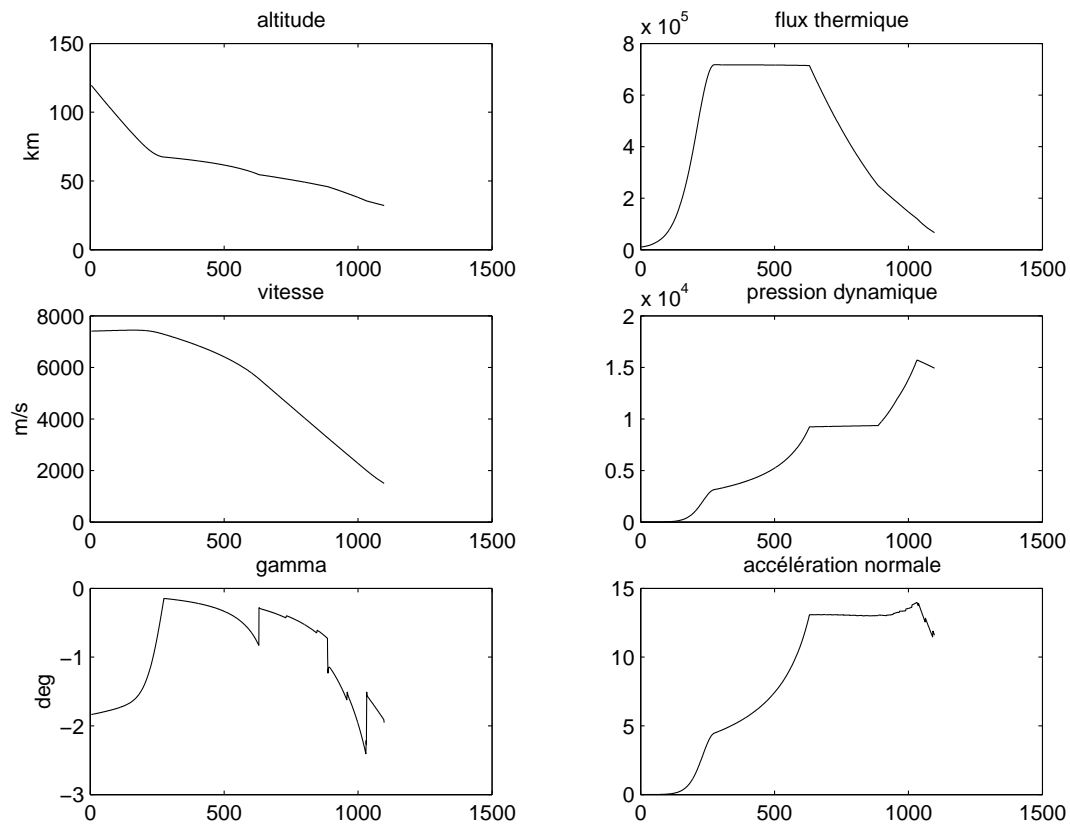 altitude
150
100
50
0
km
0 500 1000 1500
flux thermique
x 10^5
8
6
4
2
0
0 500 1000 1500
vitesse
8000
6000
4000
2000
0
m/s
0 500 1000 1500
pression dynamique
x 10^4
2
1.5
1
0.5
0
0 500 1000 1500
gamma
0
−1
−2
−3
deg
0 500 1000 1500
accélération normale
15
10
5
0
0 500 1000 1500